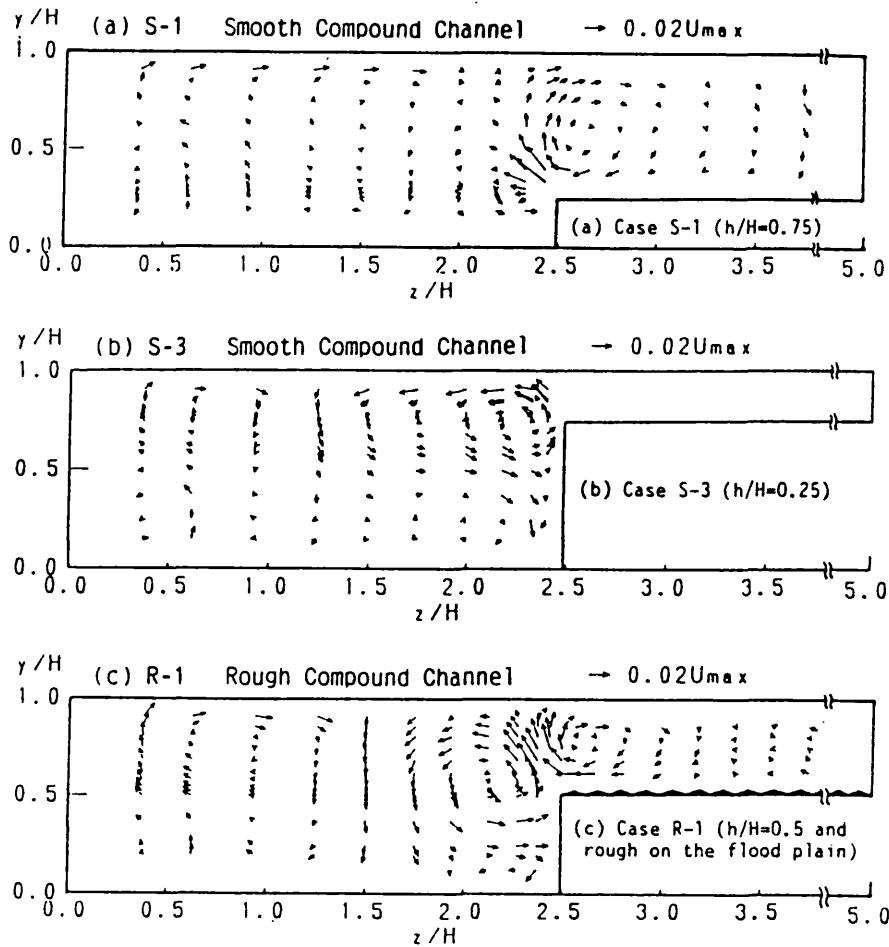 y/H (a) S-1 Smooth Compound Channel → 0.02Umax
1.0
0.5
0.0
(a) Case S-1 (h/H=0.75)
0.0 0.5 1.0 1.5 2.0 2.5 3.0 3.5 5.0
z/H
y/H (b) S-3 Smooth Compound Channel → 0.02Umax
1.0
0.5
(b) Case S-3 (h/H=0.25)
0.0
0.0 0.5 1.0 1.5 2.0 2.5 3.0 3.5 5.0
z/H
y/H (c) R-1 Rough Compound Channel → 0.02Umax
1.0
0.5
(c) Case R-1 (h/H=0.5 and
rough on the flood plain)
0.0
0.0 0.5 1.0 1.5 2.0 2.5 3.0 3.5 5.0
z/H